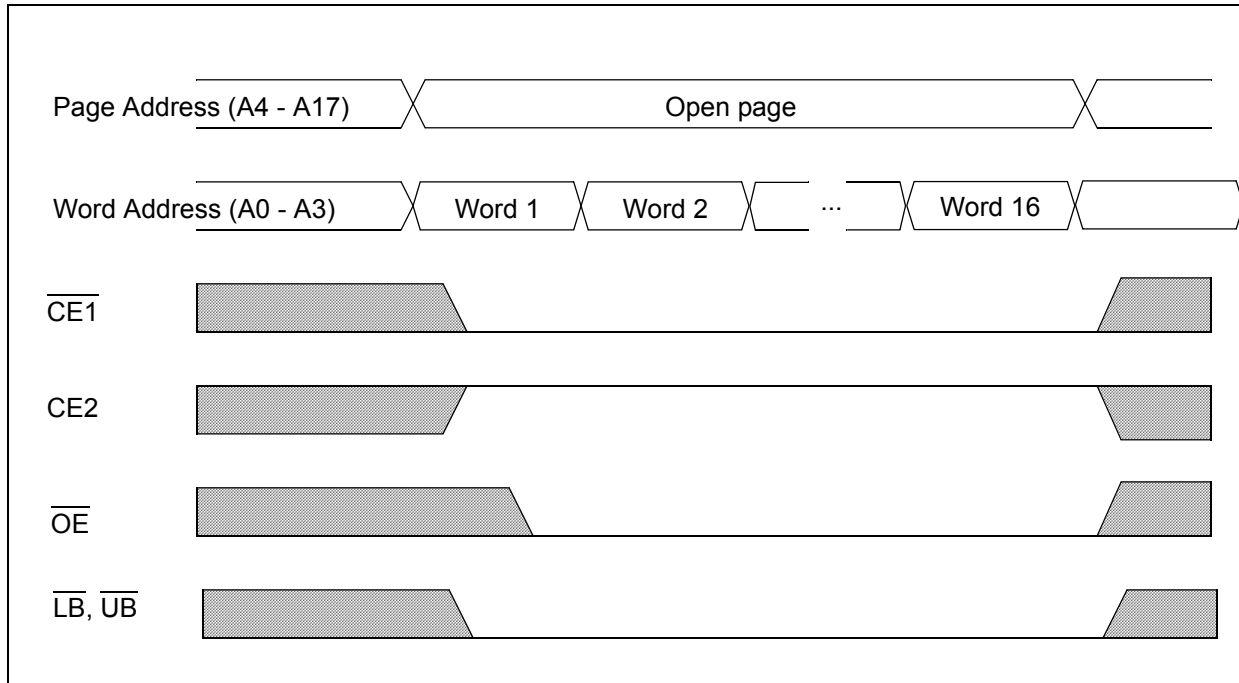 Page Address (A4 - A17) Open page
Word Address (A0 - A3) Word 1 Word 2 ... Word 16
CE1
CE2
OE
LB, UB